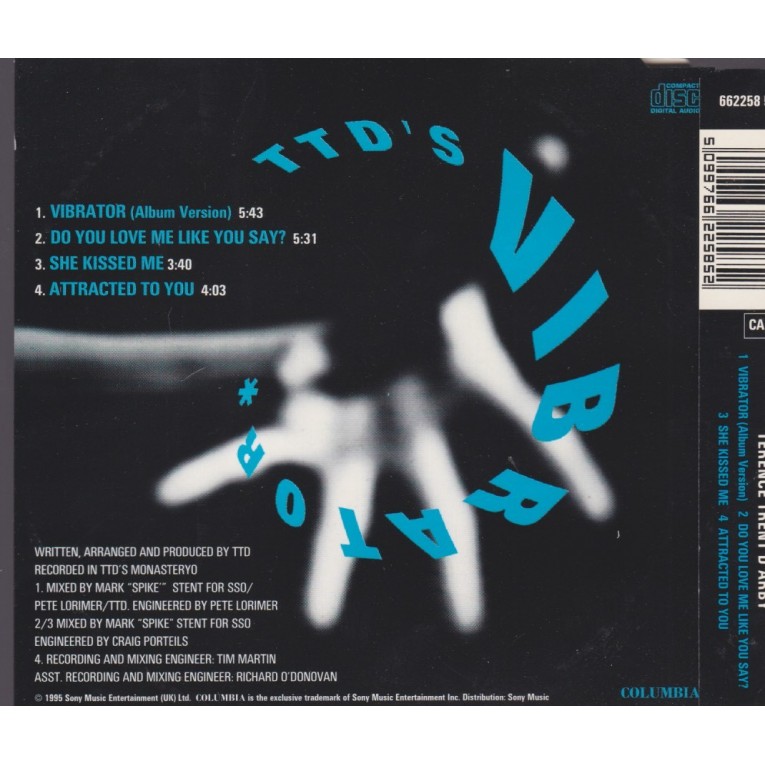 COMPACT
disc
DIGITAL AUDIO
TTD'S
VIBRATOR*
1. VIBRATOR (Album Version) 5:43
2. DO YOU LOVE ME LIKE YOU SAY? 5:31
3. SHE KISSED ME 3:40
4. ATTRACTED TO YOU 4:03
WRITTEN, ARRANGED AND PRODUCED BY TTD
RECORDED IN TTD'S MONASTERYO
1. MIXED BY MARK "SPIKE'" STENT FOR SSO/
PETE LORIMER/TTD. ENGINEERED BY PETE LORIMER
2/3 MIXED BY MARK "SPIKE" STENT FOR SSO
ENGINEERED BY CRAIG PORTEILS
4. RECORDING AND MIXING ENGINEER: TIM MARTIN
ASST. RECORDING AND MIXING ENGINEER: RICHARD O'DONOVAN
© 1995 Sony Music Entertainment (UK) Ltd. COLUMBIA is the exclusive trademark of Sony Music Entertainment Inc. Distribution: Sony Music
COLUMBIA
662258
5 099766 225852
CA
TERENCE TRENT D'ARBY
1 VIBRATOR (Album Version) 2 DO YOU LOVE ME LIKE YOU SAY?
3 SHE KISSED ME 4 ATTRACTED TO YOU